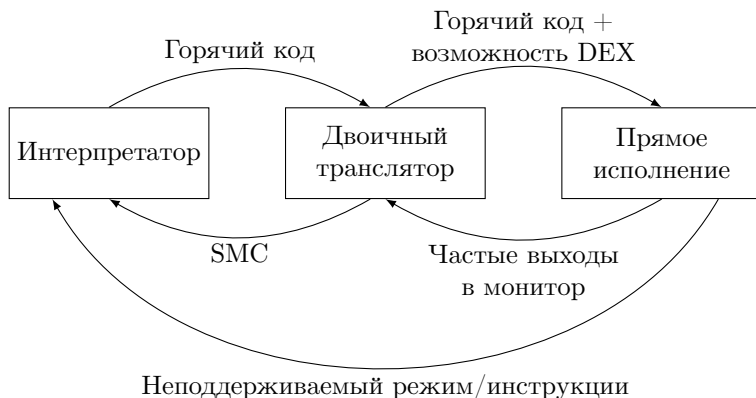 Горячий код
Горячий код +
возможность DEX
Интерпретатор
Двоичный
транслятор
Прямое
исполнение
SMC
Частые выходы
в монитор
Неподдерживаемый режим/инструкции